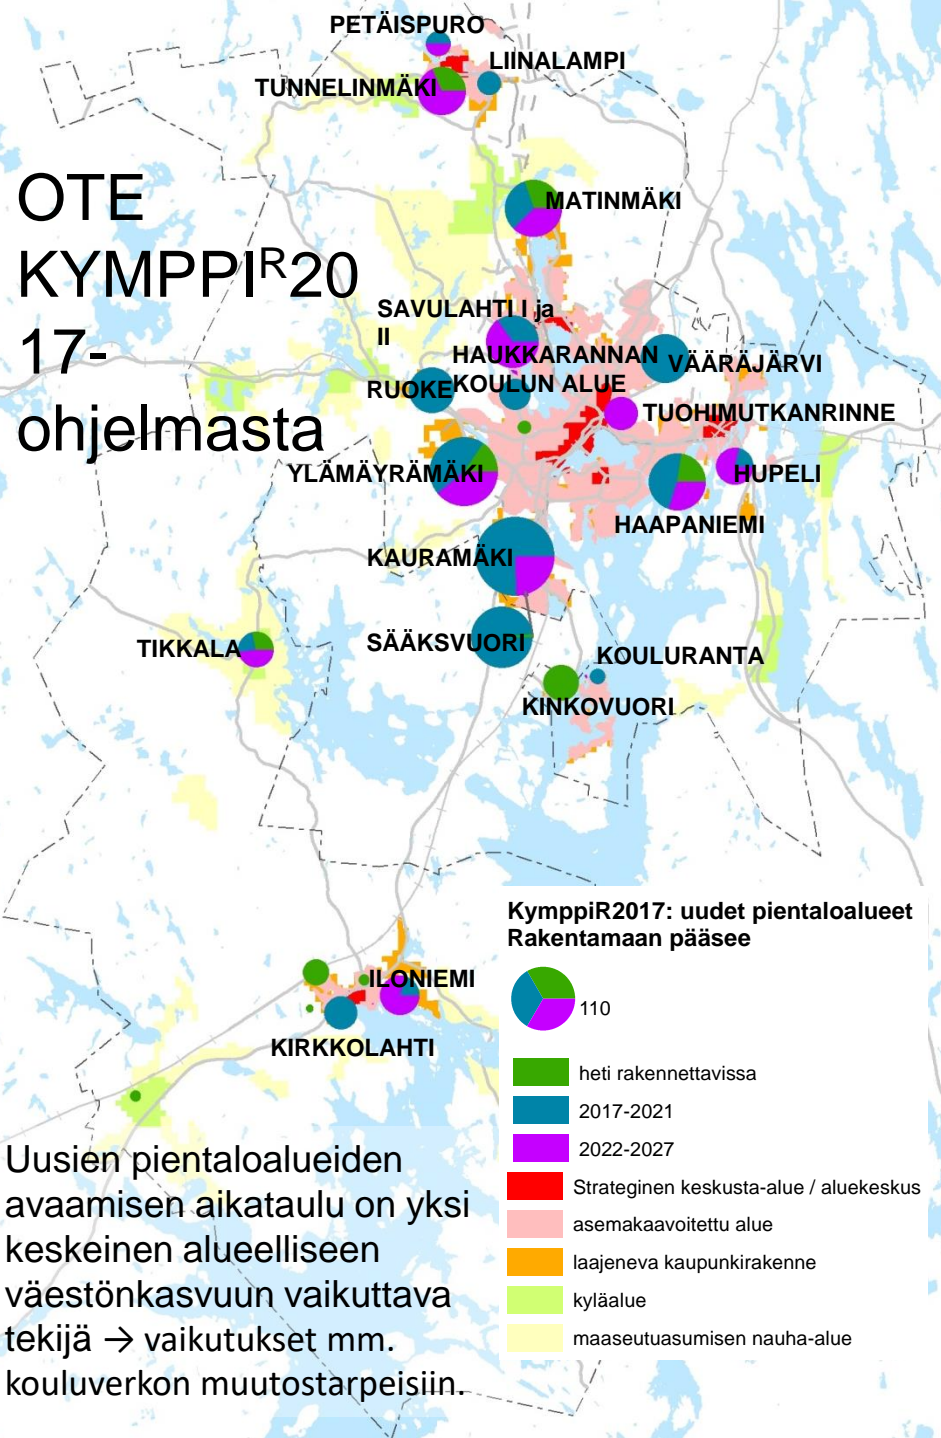 PETÄISPURO
LIINALAMPI
TUNNELINMÄKI
OTE
KYMPPIR20
17-
ohjelmasta
MATINMÄKI
SAVULAHTI I ja
II
HAUKKARANNAN
KOULUN ALUE
VÄÄRÄJÄRVI
RUOKE
TUOHIMUTKANRINNE
YLÄMÄYRÄMÄKI
HUPELI
HAAPANIEMI
KAURAMÄKI
TIKKALA
SÄÄKSVUORI
KOULURANTA
KINKOVUORI
KymppiR2017: uudet pientaloalueet
Rakentamaan pääsee
110
heti rakennettavissa
2017-2021
2022-2027
Strateginen keskusta-alue / aluekeskus
asemakaavoitettu alue
laajeneva kaupunkirakenne
kyläalue
maaseutuasumisen nauha-alue
ILONIEMI
KIRKKOLAHTI
Uusien pientaloalueiden
avaamisen aikataulu on yksi
keskeinen alueelliseen
väestönkasvuun vaikuttava
tekijä → vaikutukset mm.
kouluverkon muutostarpeisiin.